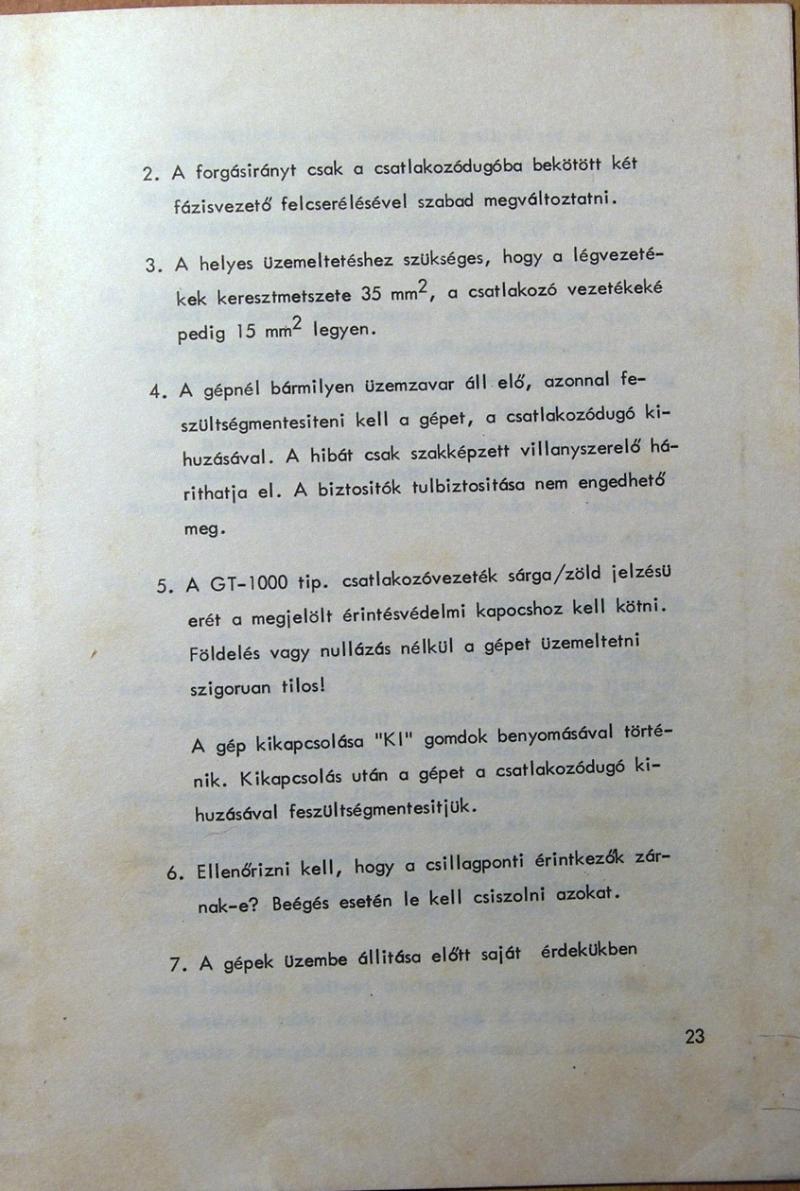 2. A forgásirányt csak a csatlakozódugóba bekötött két
fázisvezető felcserélésével szabad megváltoztatni.
3. A helyes üzemeltetéshez szükséges, hogy a légvezeté-
kek keresztmetszete 35 mm², a csatlakozó vezetékeké
pedig 15 mm² legyen.
4. A gépnél bármilyen üzemzavar áll elő, azonnal fe-
szültségmentesiteni kell a gépet, a csatlakozódugó ki-
huzásával. A hibát csak szakképzett villanyszerelő há-
rithatja el. A biztositók tulbiztositása nem engedhető
meg.
5. A GT-1000 tip. csatlakozóvezeték sárga/zöld jelzésü
erét a megjelölt érintésvédelmi kapocshoz kell kötni.
Földelés vagy nullázás nélkül a gépet üzemeltetni
szigoruan tilos!
A gép kikapcsolása "KI" gomdok benyomásával törté-
nik. Kikapcsolás után a gépet a csatlakozódugó ki-
huzásával feszültségmentesitjük.
6. Ellenőrizni kell, hogy a csillagponti érintkezők zár-
nak-e? Beégés esetén le kell csiszolni azokat.
7. A gépek üzembe állitása előtt saját érdekükben
23